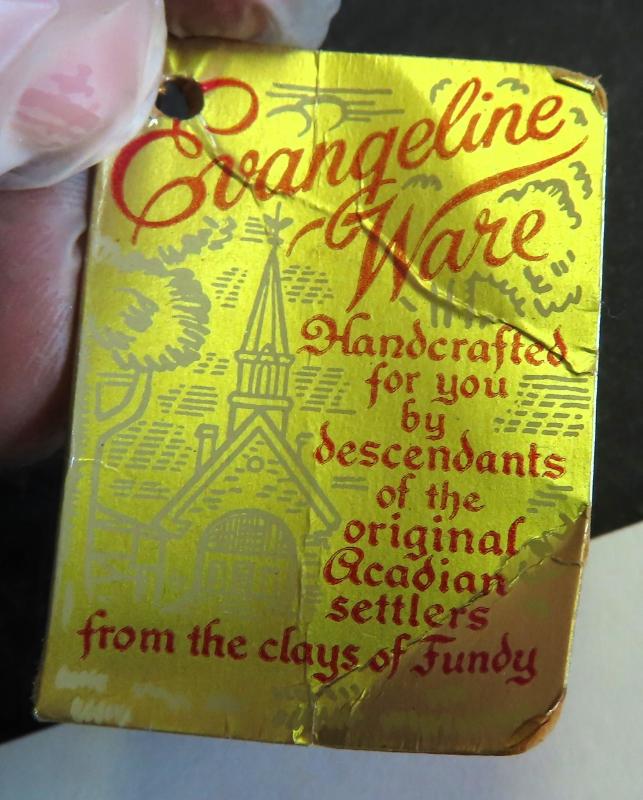 Evangeline
Ware
Handcrafted
for you
by
descendants
of the
original
Acadian
settlers
from the clays of Fundy